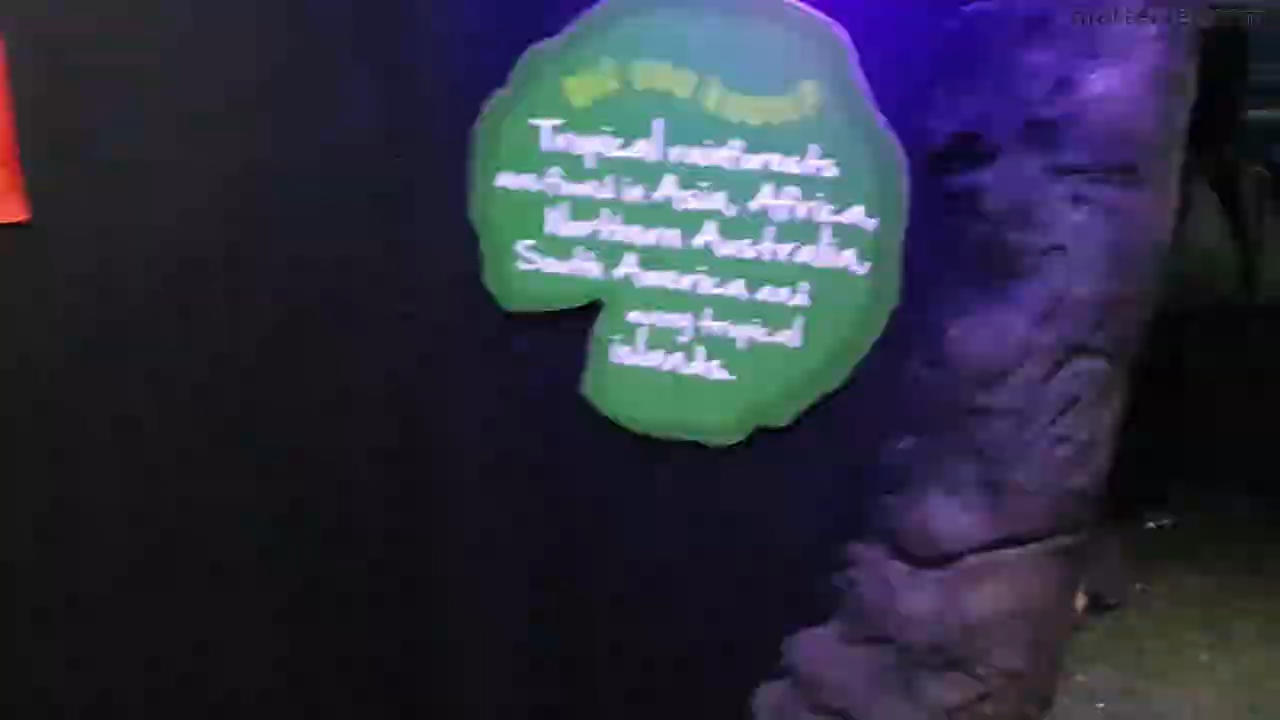 Tropical rainforests
are found in Asia, Africa,
Northern Australia,
South America and
many tropical
islands.